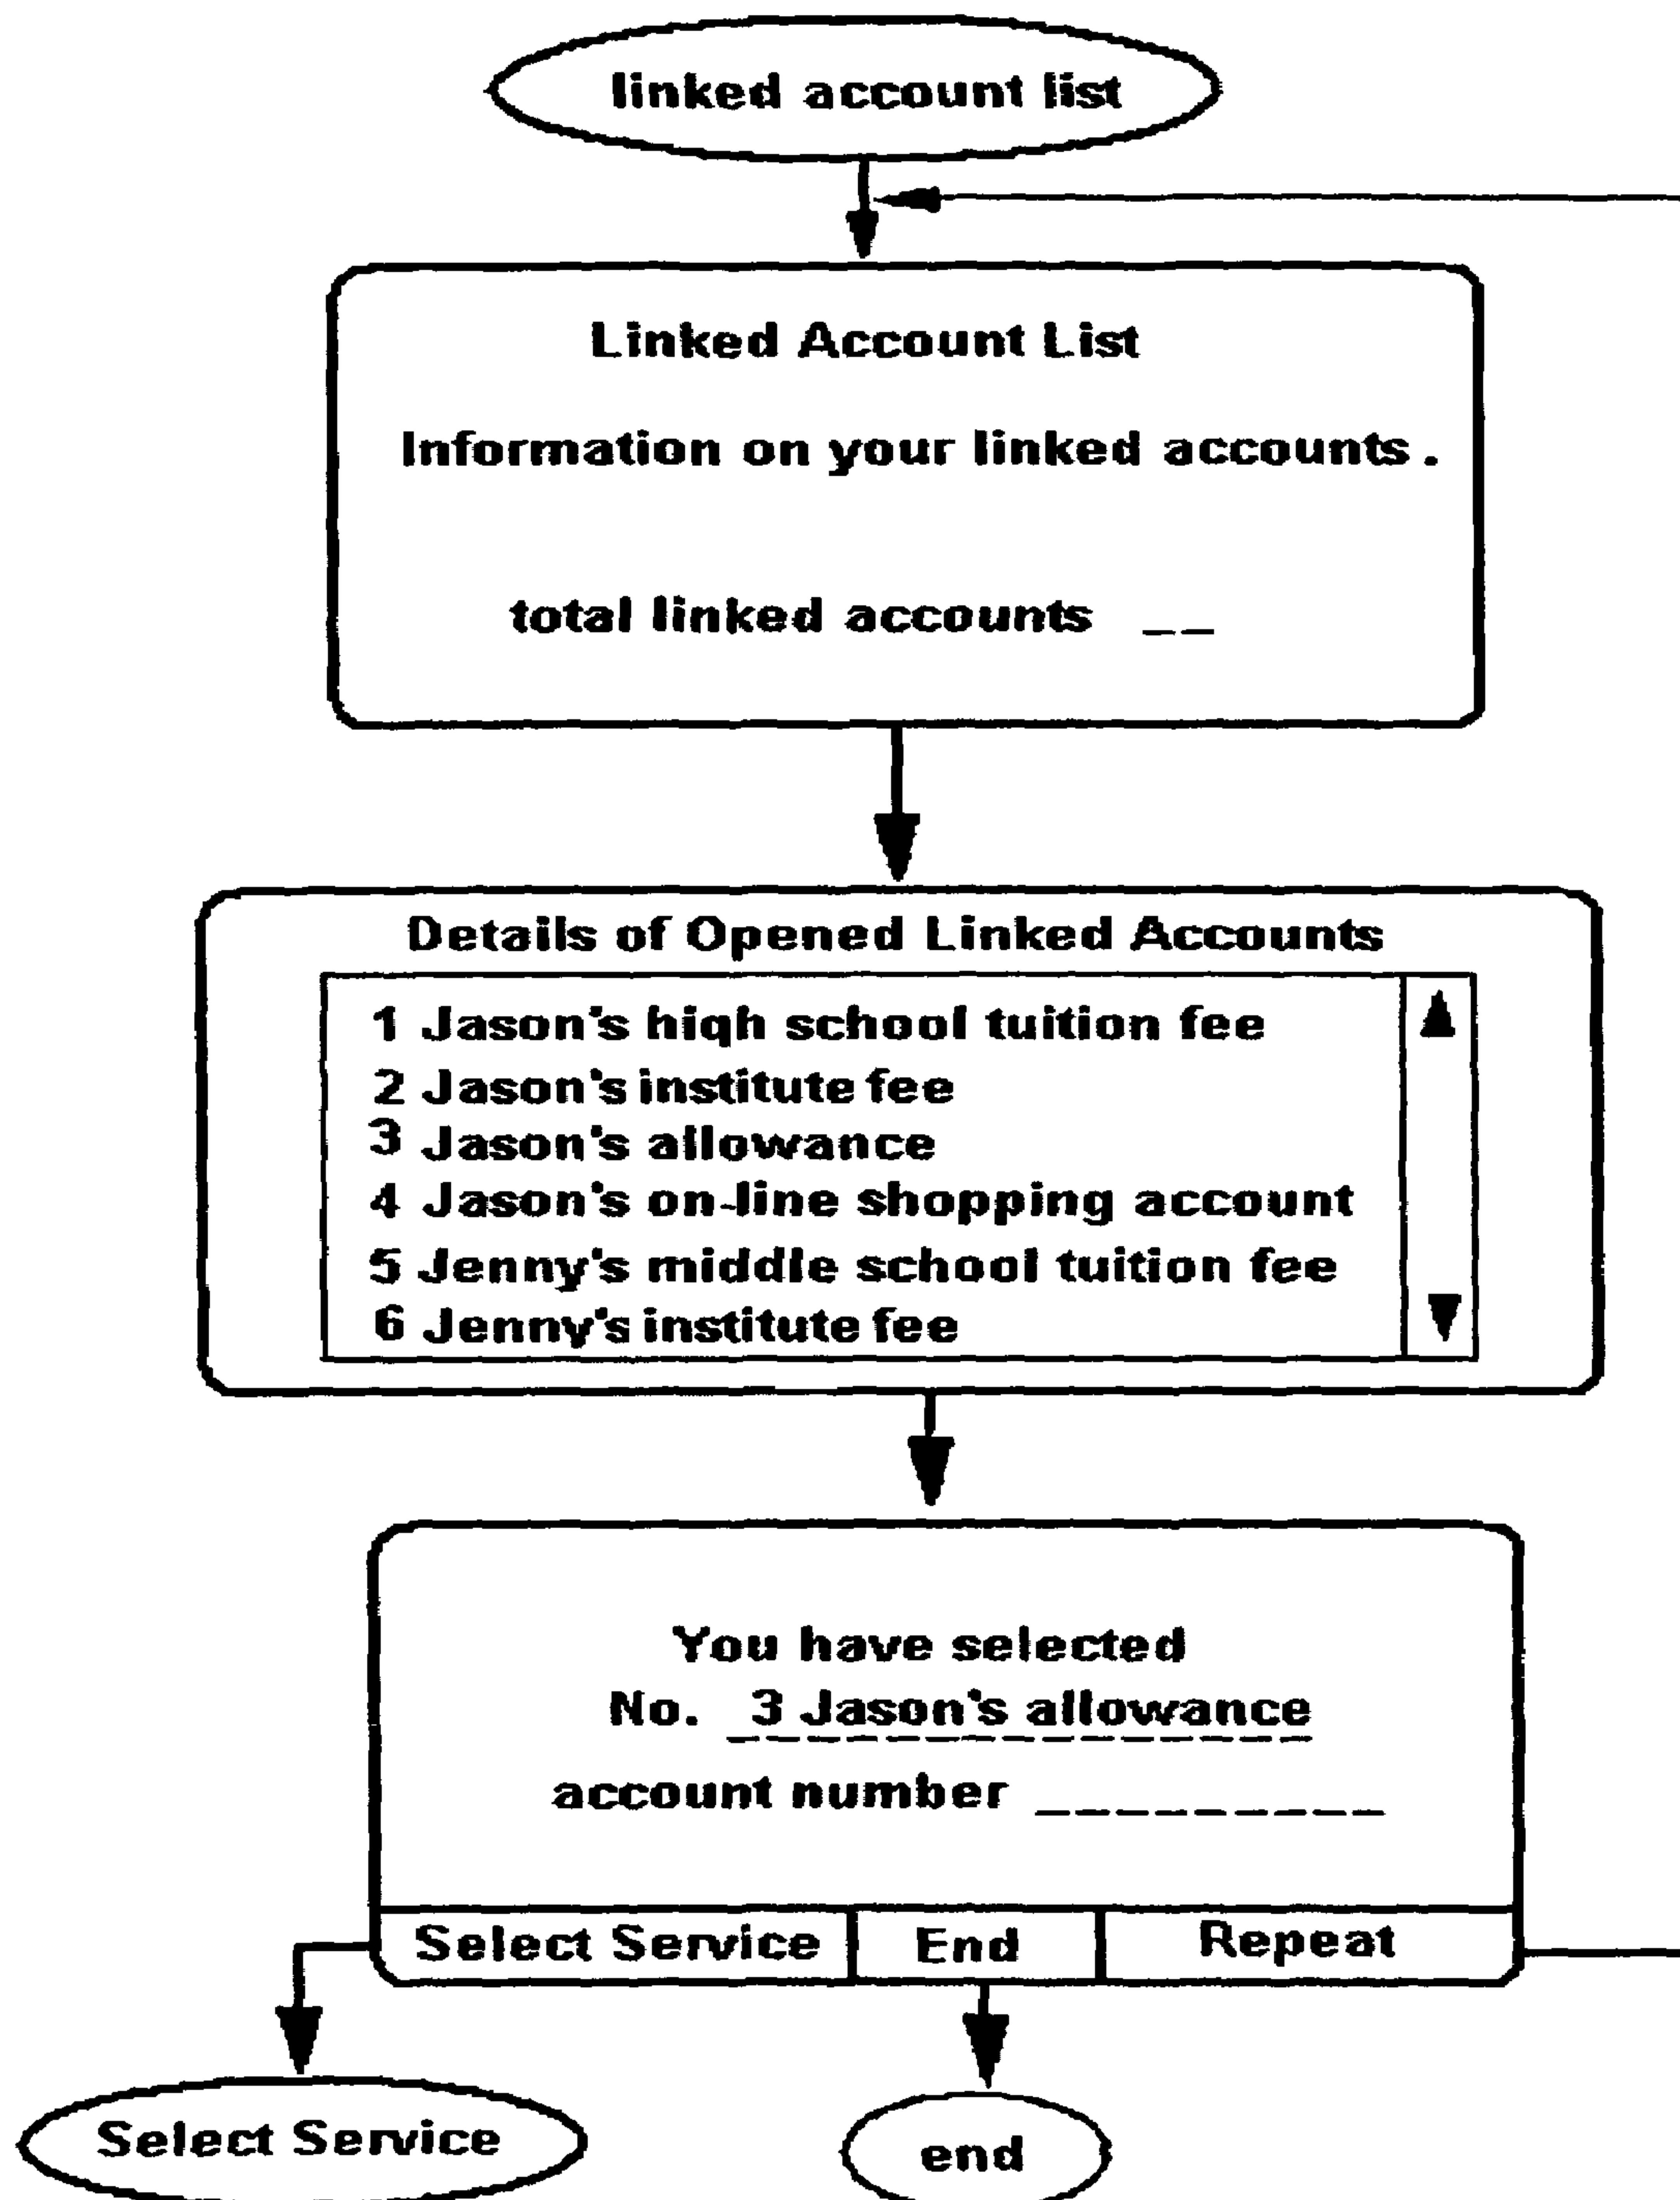 linked account list
Linked Account List
Information on your linked accounts.
total linked accounts __
Details of Opened Linked Accounts
1 Jason's high school tuition fee
2 Jason's institute fee
3 Jason's allowance
4 Jason's on-line shopping account
5 Jenny's middle school tuition fee
6 Jenny's institute fee
You have selected
No. 3 Jason's allowance
account number _________
Select Service End Repeat
Select Service end